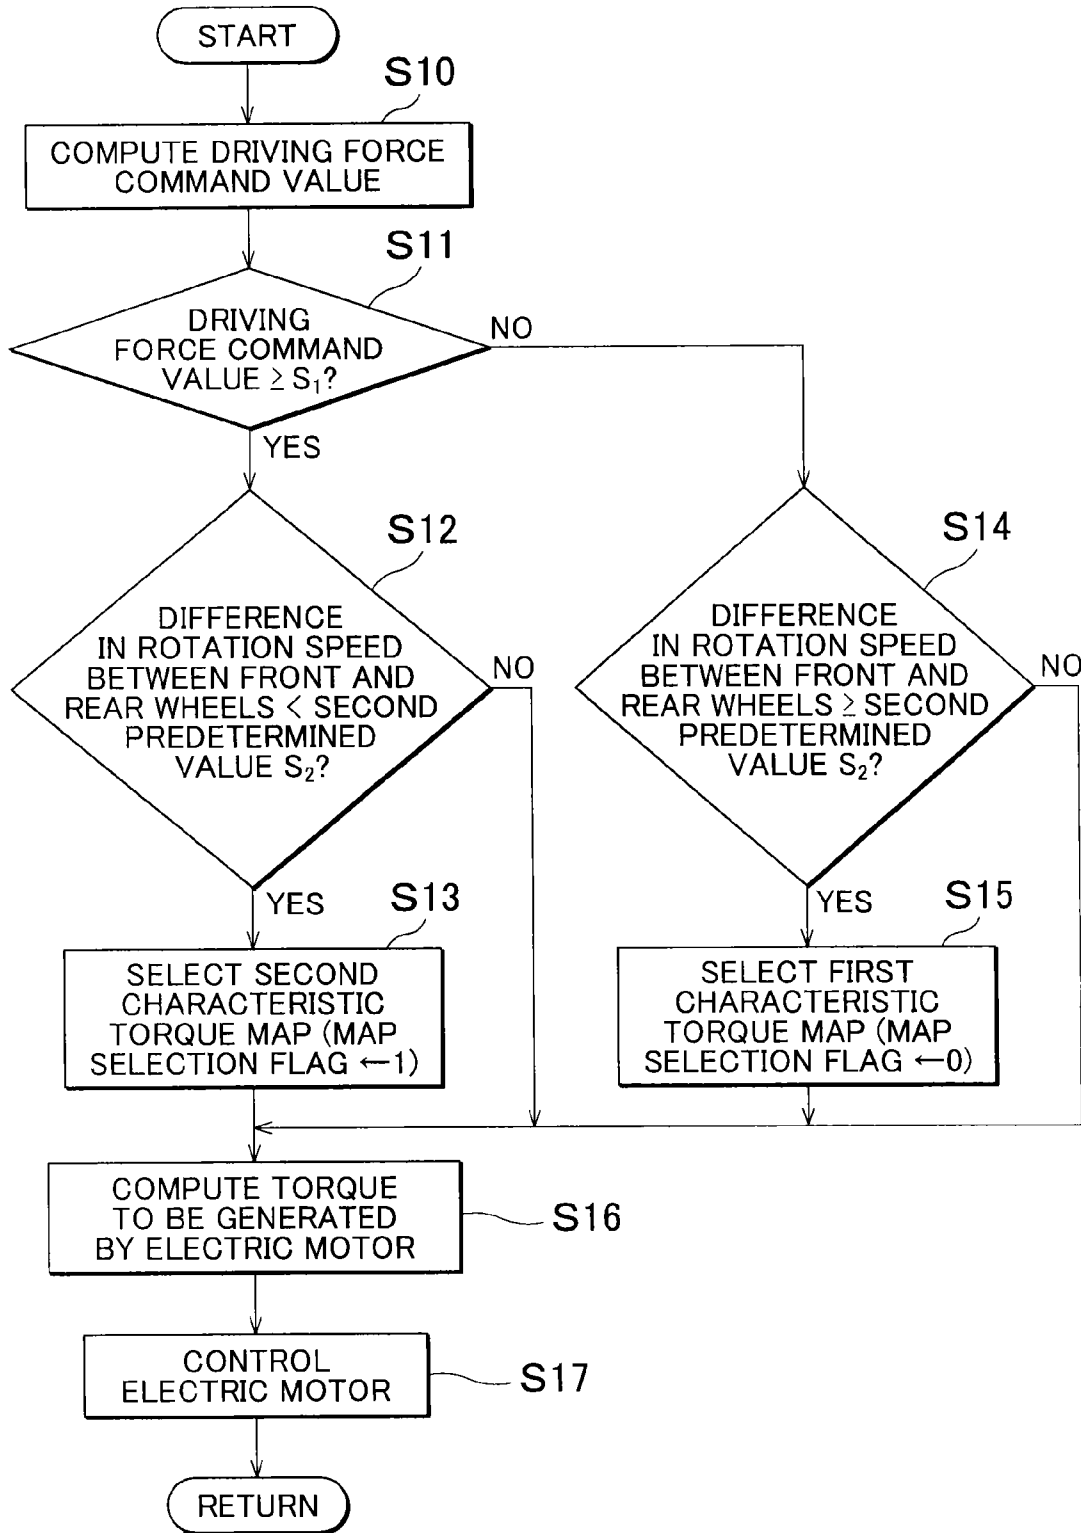 START
S10
COMPUTE DRIVING FORCE
COMMAND VALUE
S11
DRIVING
FORCE COMMAND
VALUE ≥ S₁?
NO
YES
S12
DIFFERENCE
IN ROTATION SPEED
BETWEEN FRONT AND
REAR WHEELS < SECOND
PREDETERMINED
VALUE S₂?
NO
YES
S14
DIFFERENCE
IN ROTATION SPEED
BETWEEN FRONT AND
REAR WHEELS ≥ SECOND
PREDETERMINED
VALUE S₂?
NO
YES
S13
SELECT SECOND
CHARACTERISTIC
TORQUE MAP (MAP
SELECTION FLAG ←1)
S15
SELECT FIRST
CHARACTERISTIC
TORQUE MAP (MAP
SELECTION FLAG ←0)
COMPUTE TORQUE
TO BE GENERATED
BY ELECTRIC MOTOR
S16
CONTROL
ELECTRIC MOTOR
S17
RETURN